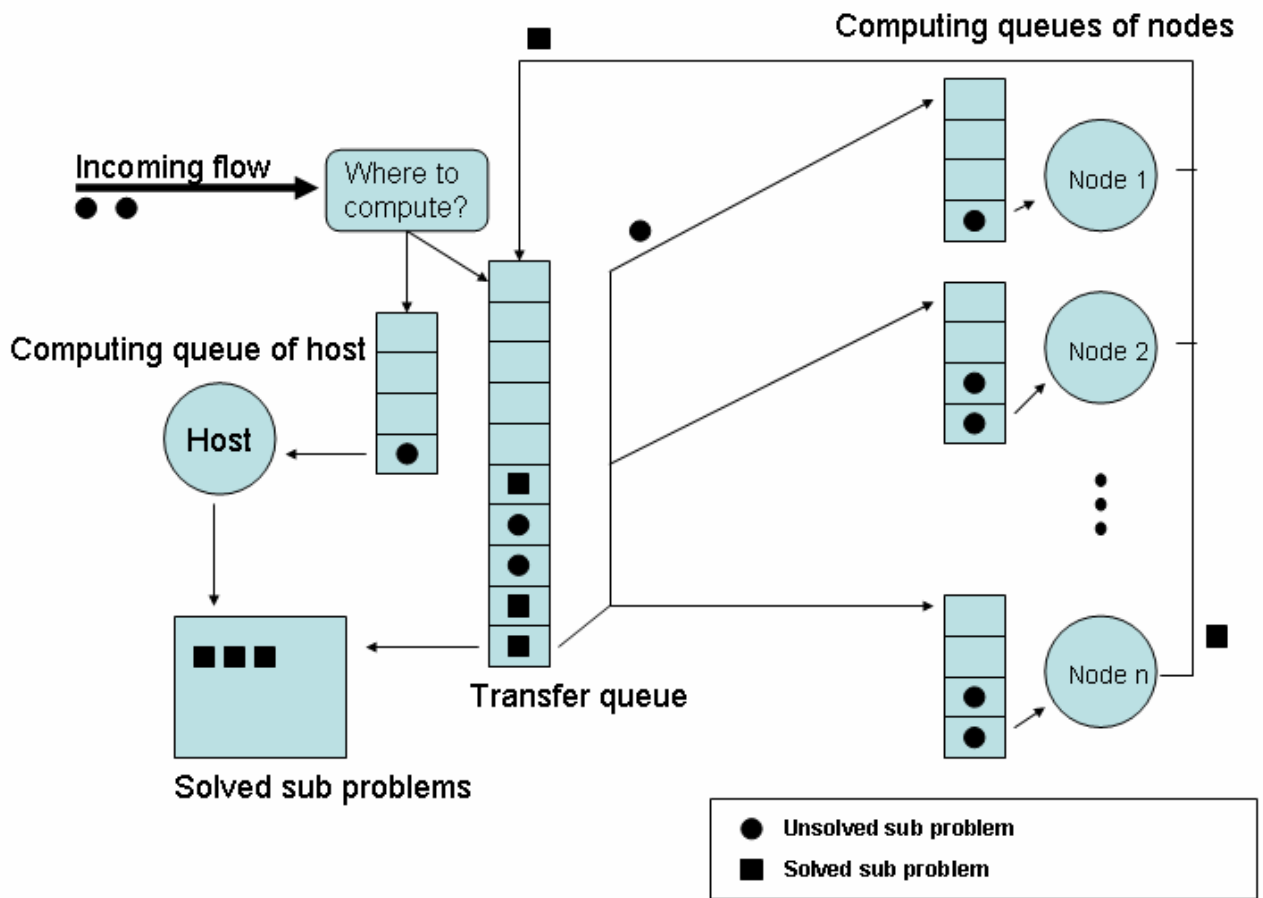 Computing queues of nodes
Incoming flow
Where to
compute?
Node 1
Computing queue of host
Node 2
Host
Node n
Transfer queue
Solved sub problems
Unsolved sub problem
Solved sub problem